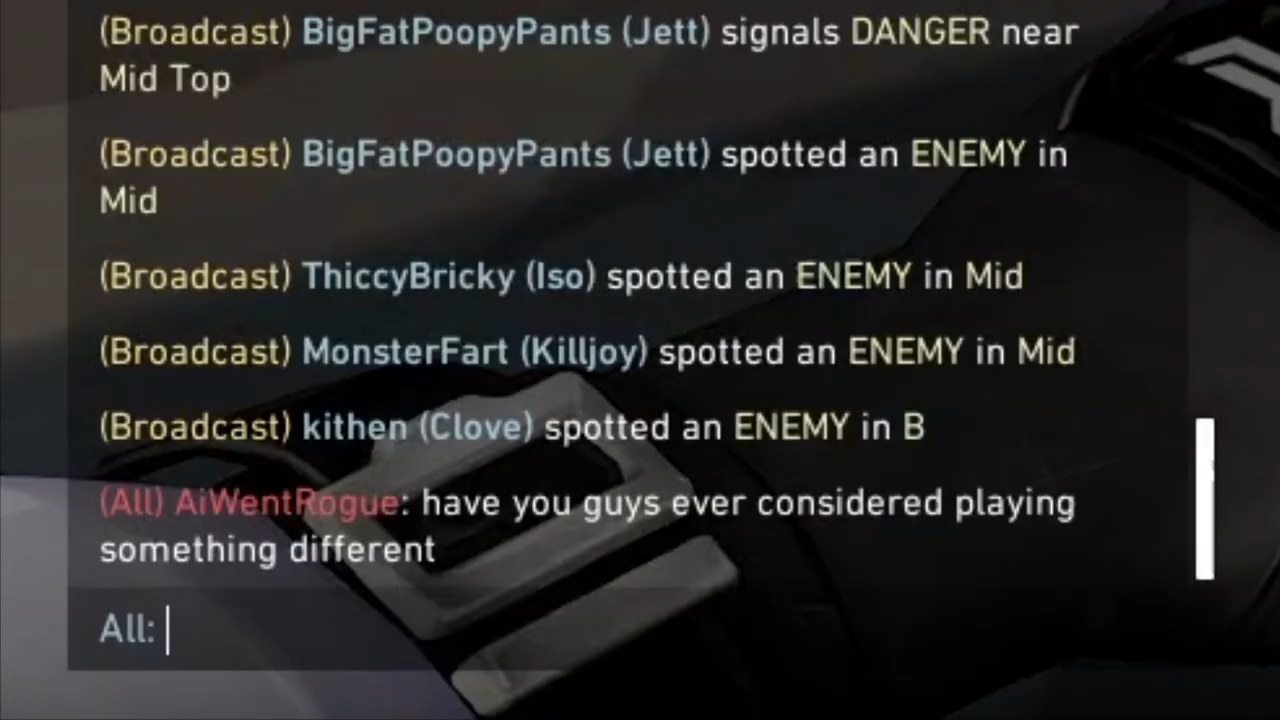 (Broadcast) BigFatPoopyPants (Jett) signals DANGER near
Mid Top
(Broadcast) BigFatPoopyPants (Jett) spotted an ENEMY in
Mid
(Broadcast) ThiccyBricky (Iso) spotted an ENEMY in Mid
(Broadcast) MonsterFart (Killjoy) spotted an ENEMY in Mid
(Broadcast) kithen (Clove) spotted an ENEMY in B
(All) AiWentRogue: have you guys ever considered playing
something different
All: